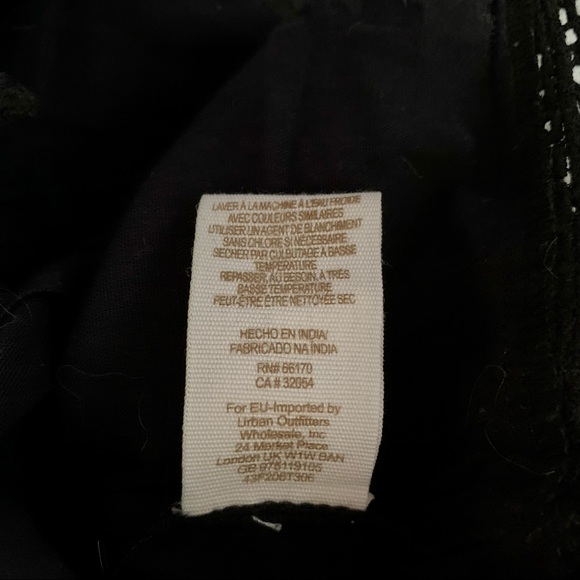 LAVER À LA MACHINE À L'EAU FROIDE
AVEC COULEURS SIMILAIRES
UTILISER UN AGENT DE BLANCHIMENT
SANS CHLORE SI NÉCESSAIRE
SÉCHER PAR CULBUTAGE À BASSE
TEMPÉRATURE
REPASSER, AU BESOIN, À TRÈS
BASSE TEMPÉRATURE
PEUT-ÊTRE ÊTRE NETTOYÉE SEC
HECHO EN INDIA/
FABRICADO NA ÍNDIA
RN# 66170
CA # 32054
For EU-Imported by
Urban Outfitters
Wholesale, Inc
24 Market Place
London UK W1W 8AN
GB 975119105
43F206T306